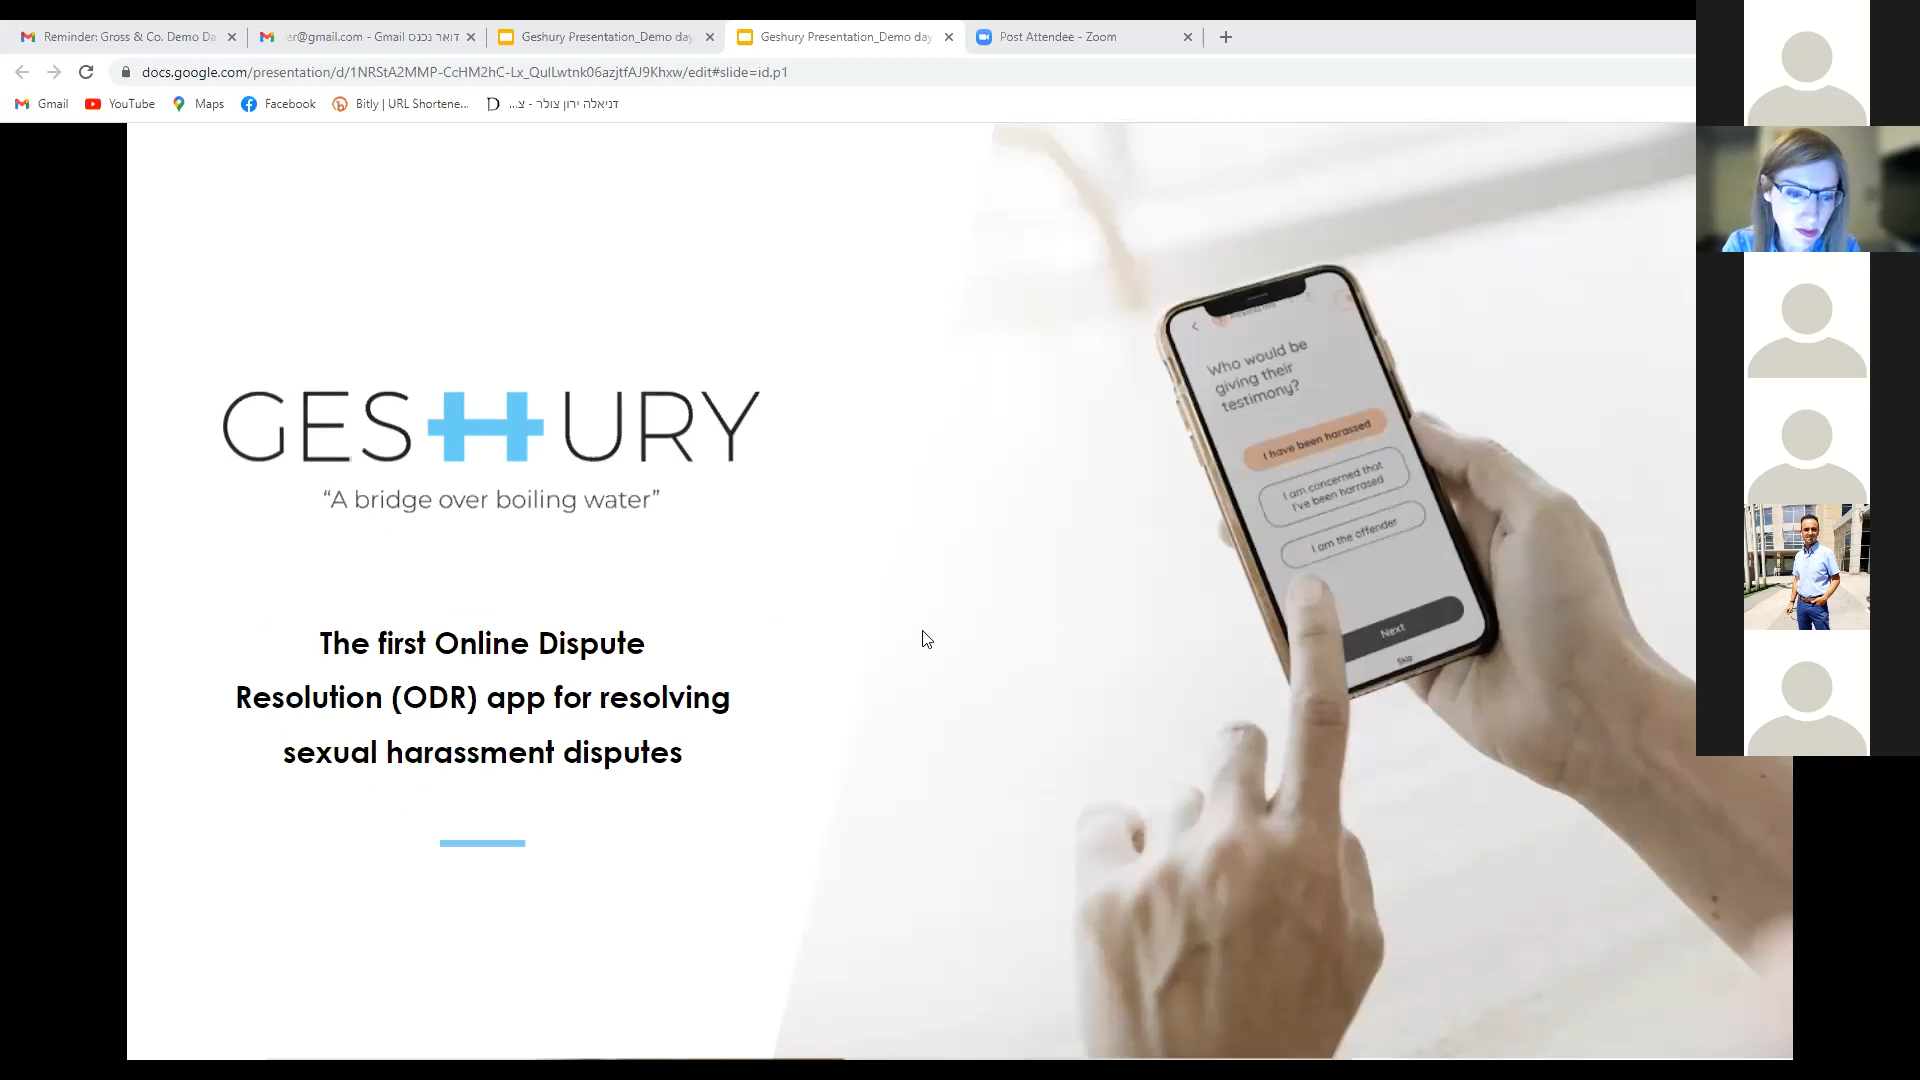 Reminder: Gross & Co. Demo Da
er@gmail.com - Gmail דואר נכנס
Geshury Presentation_Demo day
Geshury Presentation_Demo day
Post Attendee - Zoom
docs.google.com/presentation/d/1NRStA2MMP-CcHM2hC-Lx_QulLwtnk06azjtfAJ9Khxw/edit#slide=id.p1
Gmail
YouTube
Maps
Facebook
Bitly | URL Shortene...
דניאלה ירון צולר - צ...
GESHURY
“A bridge over boiling water”
The first Online Dispute
Resolution (ODR) app for resolving
sexual harassment disputes
Who would be
giving their
testimony?
I have been harassed
I am concerned that
I've been harrased
I am the offender
Next
Skip